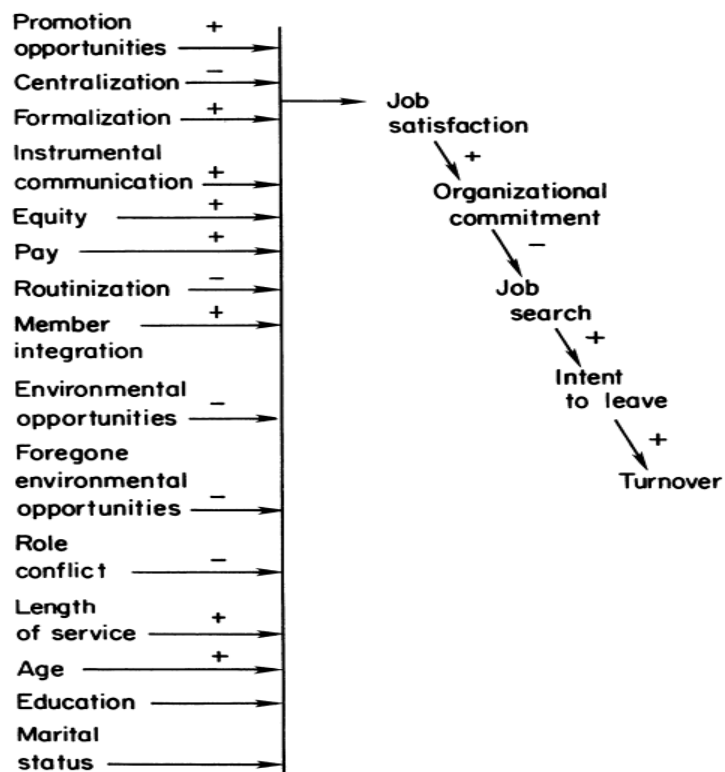 Promotion
opportunities +
Centralization −
Formalization +
Instrumental
communication +
Equity +
Pay +
Routinization −
Member +
integration
Environmental
opportunities −
Foregone
environmental
opportunities −
Role
conflict −
Length
of service +
Age +
Education
Marital
status
Job
satisfaction
+
Organizational
commitment
−
Job
search
+
Intent
to leave
+
Turnover